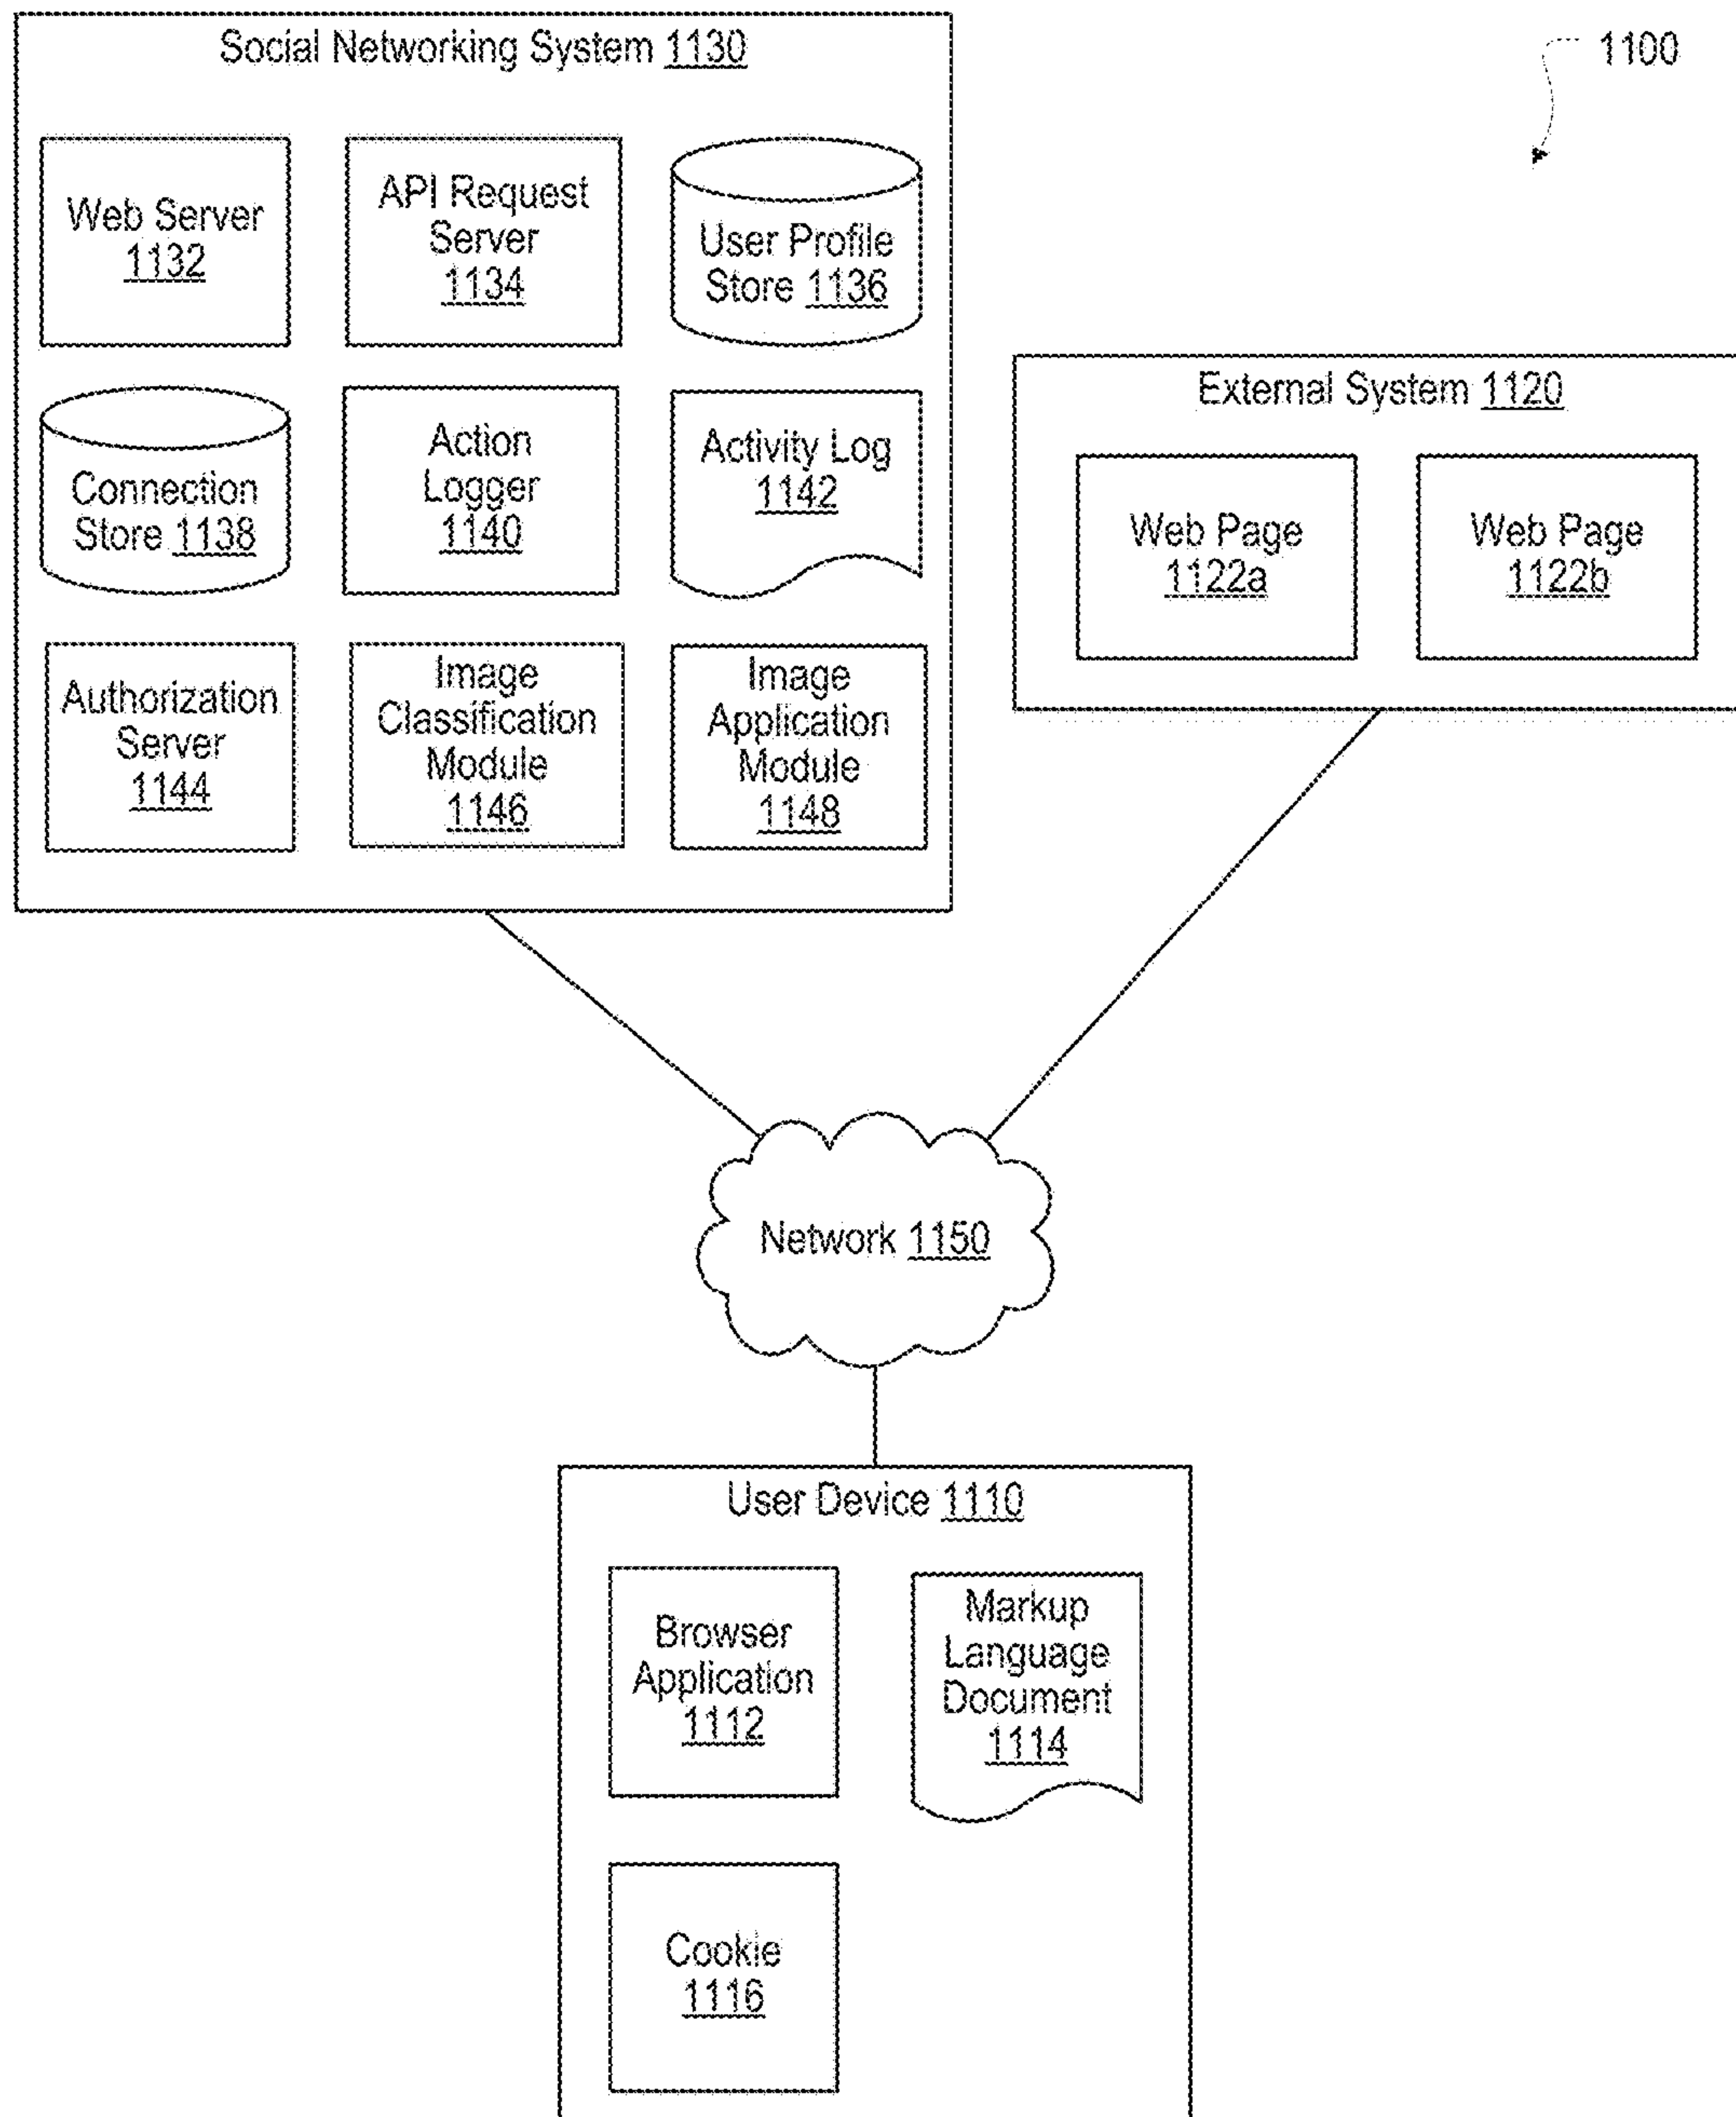 Social Networking System 1130
1100
Web Server
1132
API Request
Server
1134
User Profile
Store 1136
Connection
Store 1138
Action
Logger
1140
Activity Log
1142
Authorization
Server
1144
Image
Classification
Module
1146
Image
Application
Module
1148
External System 1120
Web Page
1122a
Web Page
1122b
Network 1150
User Device 1110
Browser
Application
1112
Markup
Language
Document
1114
Cookie
1116